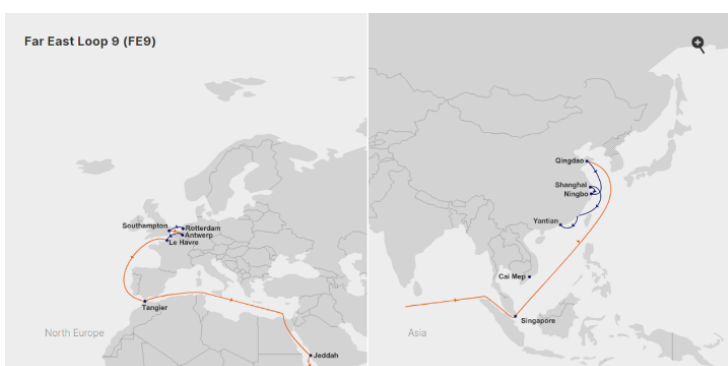 Far East Loop 9 (FE9)
Southampton
Rotterdam
Antwerp
Le Havre
Tangier
North Europe
Jeddah
Qingdao
Shanghai
Ningbo
Yantian
Cai Mep
Singapore
Asia